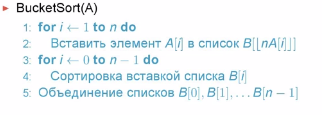 ► BucketSort(A)
1: for i ← 1 to n do
2: Вставить элемент A[i] в список B[⌊nA[i]⌋]
3: for i ← 0 to n − 1 do
4: Сортировка вставкой списка B[i]
5: Объединение списков B[0], B[1], … B[n − 1]